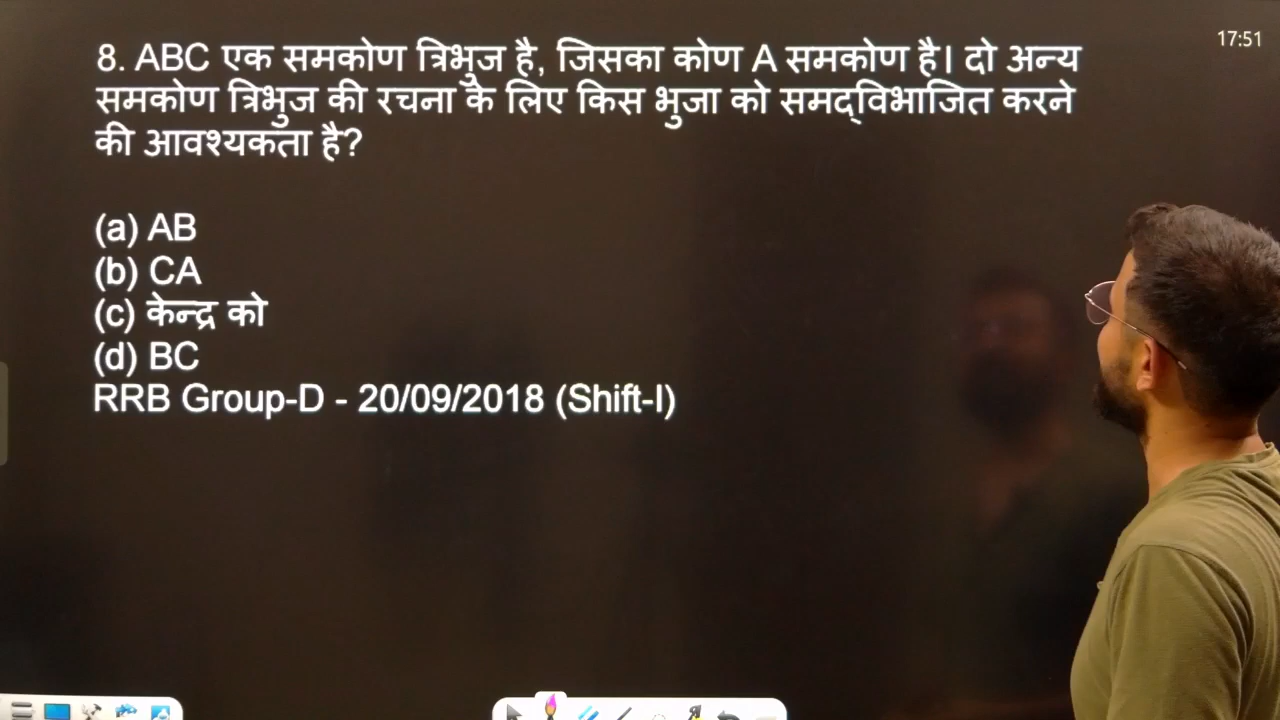 17:51
8. ABC एक समकोण त्रिभुज है, जिसका कोण A समकोण है। दो अन्य
समकोण त्रिभुज की रचना के लिए किस भुजा को समद्विभाजित करने
की आवश्यकता है?
(a) AB
(b) CA
(c) केन्द्र को
(d) BC
RRB Group-D - 20/09/2018 (Shift-I)